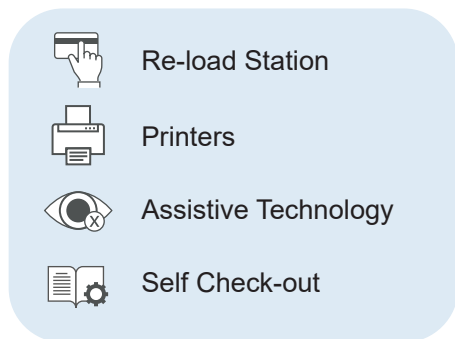 Re-load Station
Printers
Assistive Technology
Self Check-out